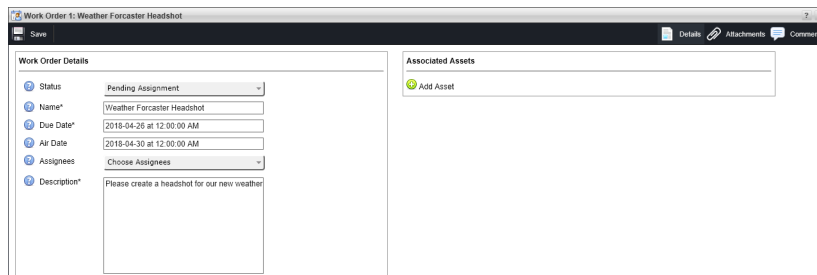 Work Order 1: Weather Forcaster Headshot
?
Save
Details
Attachments
Commen
Work Order Details
Status
Pending Assignment
Name*
Weather Forcaster Headshot
Due Date*
2018-04-26 at 12:00:00 AM
Air Date
2018-04-30 at 12:00:00 AM
Assignees
Choose Assignees
Description*
Please create a headshot for our new weather
Associated Assets
Add Asset